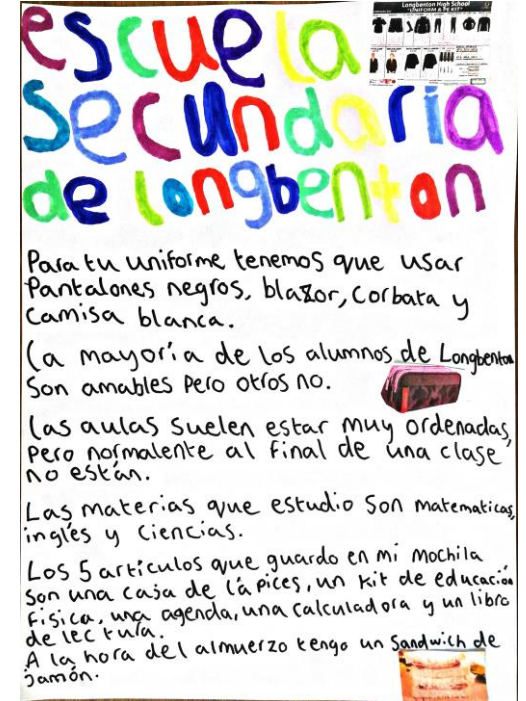 escuela
Longbenton High School
"UNIFORM & PE KIT"
secundaria
de longbenton
Para tu uniforme tenemos que usar
Pantalones negros, blazor, corbata y
camisa blanca.
La mayoría de los alumnos de Longbenton
son amables pero otros no.
Las aulas suelen estar muy ordenadas,
pero normalente al final de una clase
no están.
Las materias que estudio son matematicas,
inglés y ciencias.
Los 5 artículos que guardo en mi mochila
son una caja de lápices, un kit de educación
física, una agenda, una calculadora y un libro
de lectura.
A la hora del almuerzo tengo un sandwich de
jamón.